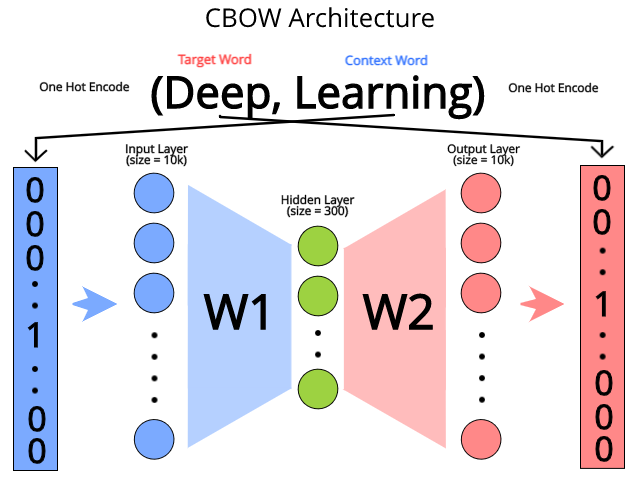 CBOW Architecture
Target Word
Context Word
One Hot Encode
(Deep, Learning)
One Hot Encode
Input Layer
(size = 10k)
Output Layer
(size = 10k)
Hidden Layer
(size = 300)
0
0
0
.
.
1
.
.
0
0
W1
W2
0
0
.
.
1
.
.
0
0
0